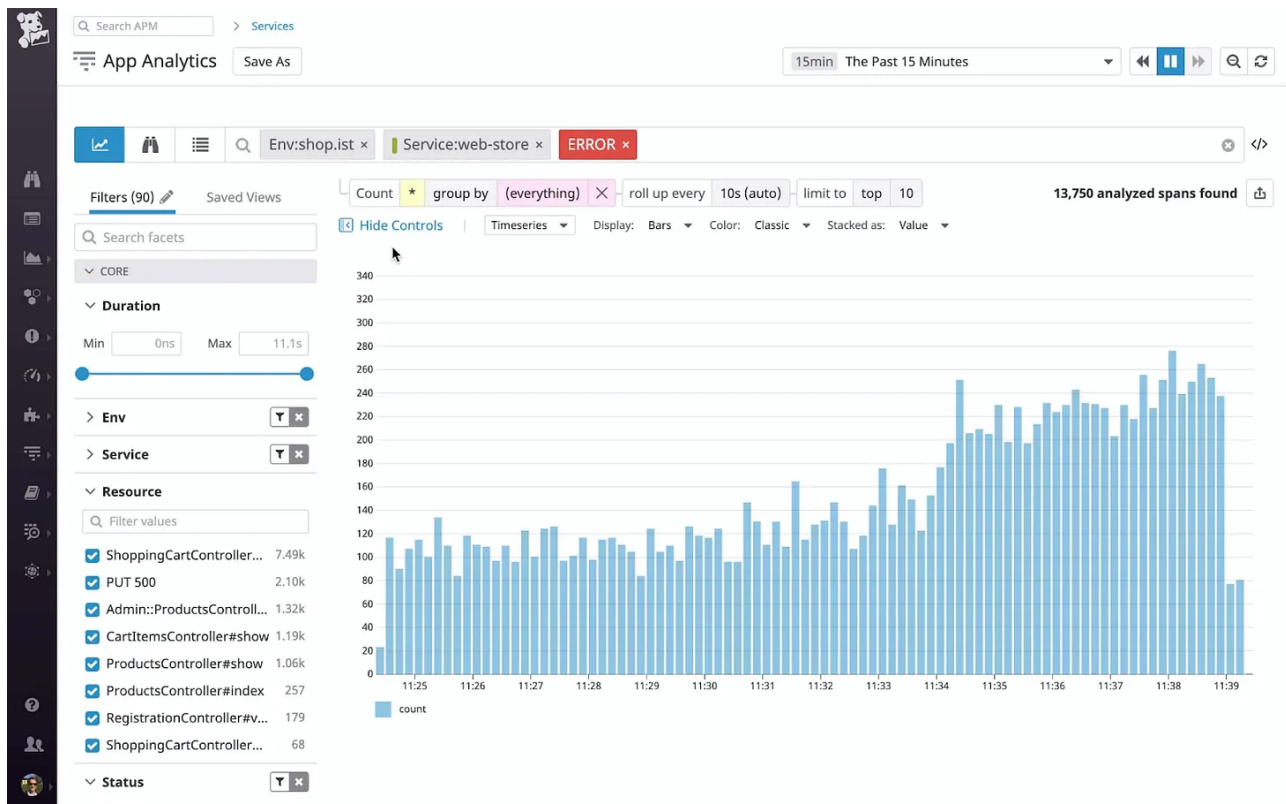 Search APM > Services
App Analytics Save As 15min The Past 15 Minutes
Env:shop.ist × Service:web-store × ERROR × </>
Filters (90) Saved Views
Count * group by (everything) × roll up every 10s (auto) limit to top 10 13,750 analyzed spans found
Hide Controls Timeseries Display: Bars Color: Classic Stacked as: Value
Search facets
CORE
Duration
Min 0ns Max 11.1s
Env
Service
Resource
Filter values
ShoppingCartController... 7.49k
PUT 500 2.10k
Admin::ProductsControll... 1.32k
CartItemsController#show 1.19k
ProductsController#show 1.06k
ProductsController#index 257
RegistrationController#v... 179
ShoppingCartController... 68
Status
340
320
300
280
260
240
220
200
180
160
140
120
100
80
60
40
20
0
11:25 11:26 11:27 11:28 11:29 11:30 11:31 11:32 11:33 11:34 11:35 11:36 11:37 11:38 11:39
count